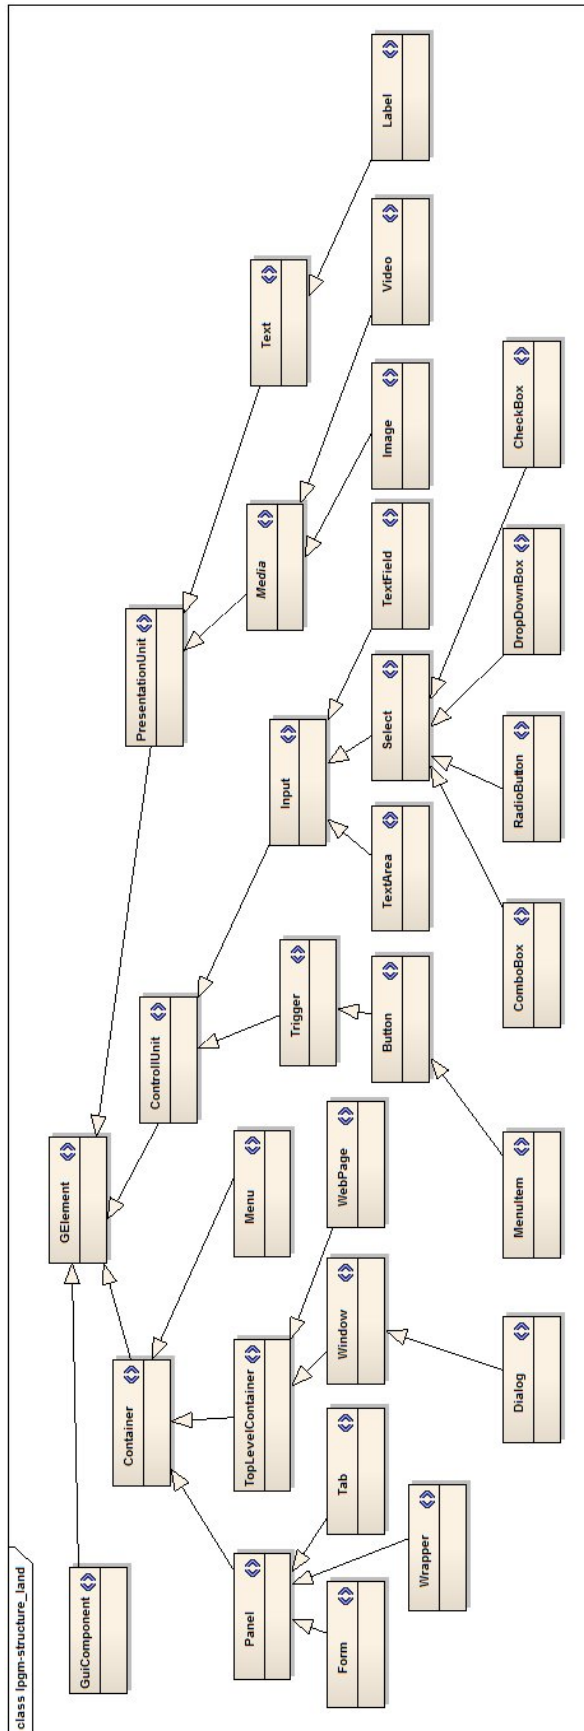 class lpgm-structure_land
GElement
GuiComponent
Container
ControllUnit
PresentationUnit
Panel
TopLevelContainer
Menu
Trigger
Input
Media
Text
Form
Tab
Window
WebPage
Button
TextArea
Select
TextField
Image
Video
Label
Wrapper
Dialog
MenuItem
ComboBox
RadioButton
DropDownBox
CheckBox